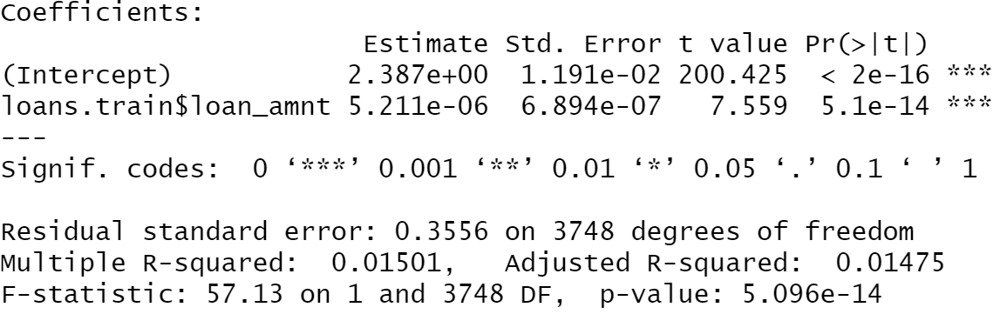 Coefficients:
Estimate Std. Error t value Pr(>|t|)
(Intercept) 2.387e+00 1.191e-02 200.425 < 2e-16 ***
loans.train$loan_amnt 5.211e-06 6.894e-07 7.559 5.1e-14 ***
---
Signif. codes: 0 ‘***’ 0.001 ‘**’ 0.01 ‘*’ 0.05 ‘.’ 0.1 ‘ ’ 1
Residual standard error: 0.3556 on 3748 degrees of freedom
Multiple R-squared: 0.01501, Adjusted R-squared: 0.01475
F-statistic: 57.13 on 1 and 3748 DF, p-value: 5.096e-14